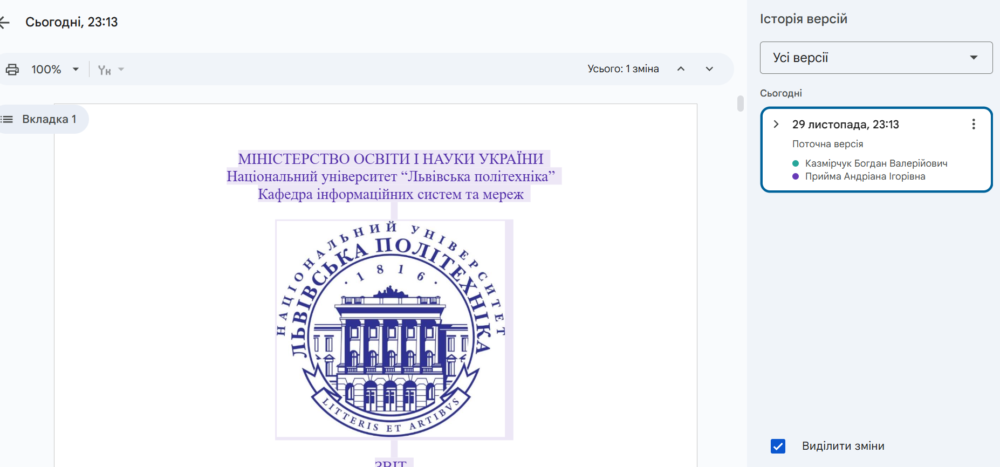 Сьогодні, 23:13
100%
Усього: 1 зміна
Вкладка 1
МІНІСТЕРСТВО ОСВІТИ І НАУКИ УКРАЇНИ
Національний університет “Львівська політехніка”
Кафедра інформаційних систем та мереж
НАЦІОНАЛЬНИЙ УНІВЕРСИТЕТ
ЛЬВІВСЬКА ПОЛІТЕХНІКА
· 1 8 1 6 ·
LITTERIS ET ARTIBVS
ЗВІТ
Історія версій
Усі версії
Сьогодні
29 листопада, 23:13
Поточна версія
Казмірчук Богдан Валерійович
Прийма Андріана Ігорівна
Виділити зміни